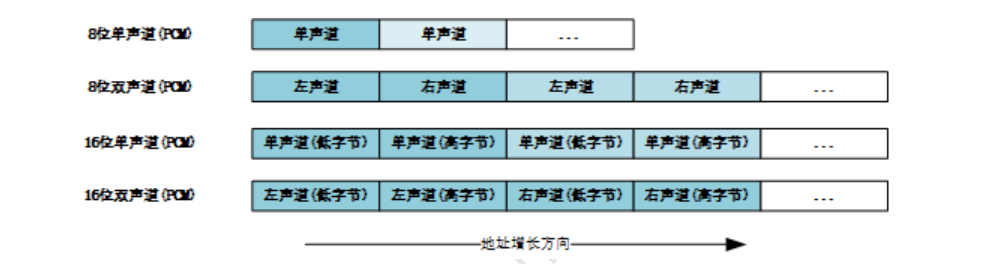 8位单声道(PCM) 单声道 单声道 ...
8位双声道(PCM) 左声道 右声道 左声道 右声道 ...
16位单声道(PCM) 单声道(低字节) 单声道(高字节) 单声道(低字节) 单声道(高字节) ...
16位双声道(PCM) 左声道(低字节) 左声道(高字节) 右声道(低字节) 右声道(高字节) ...
地址增长方向